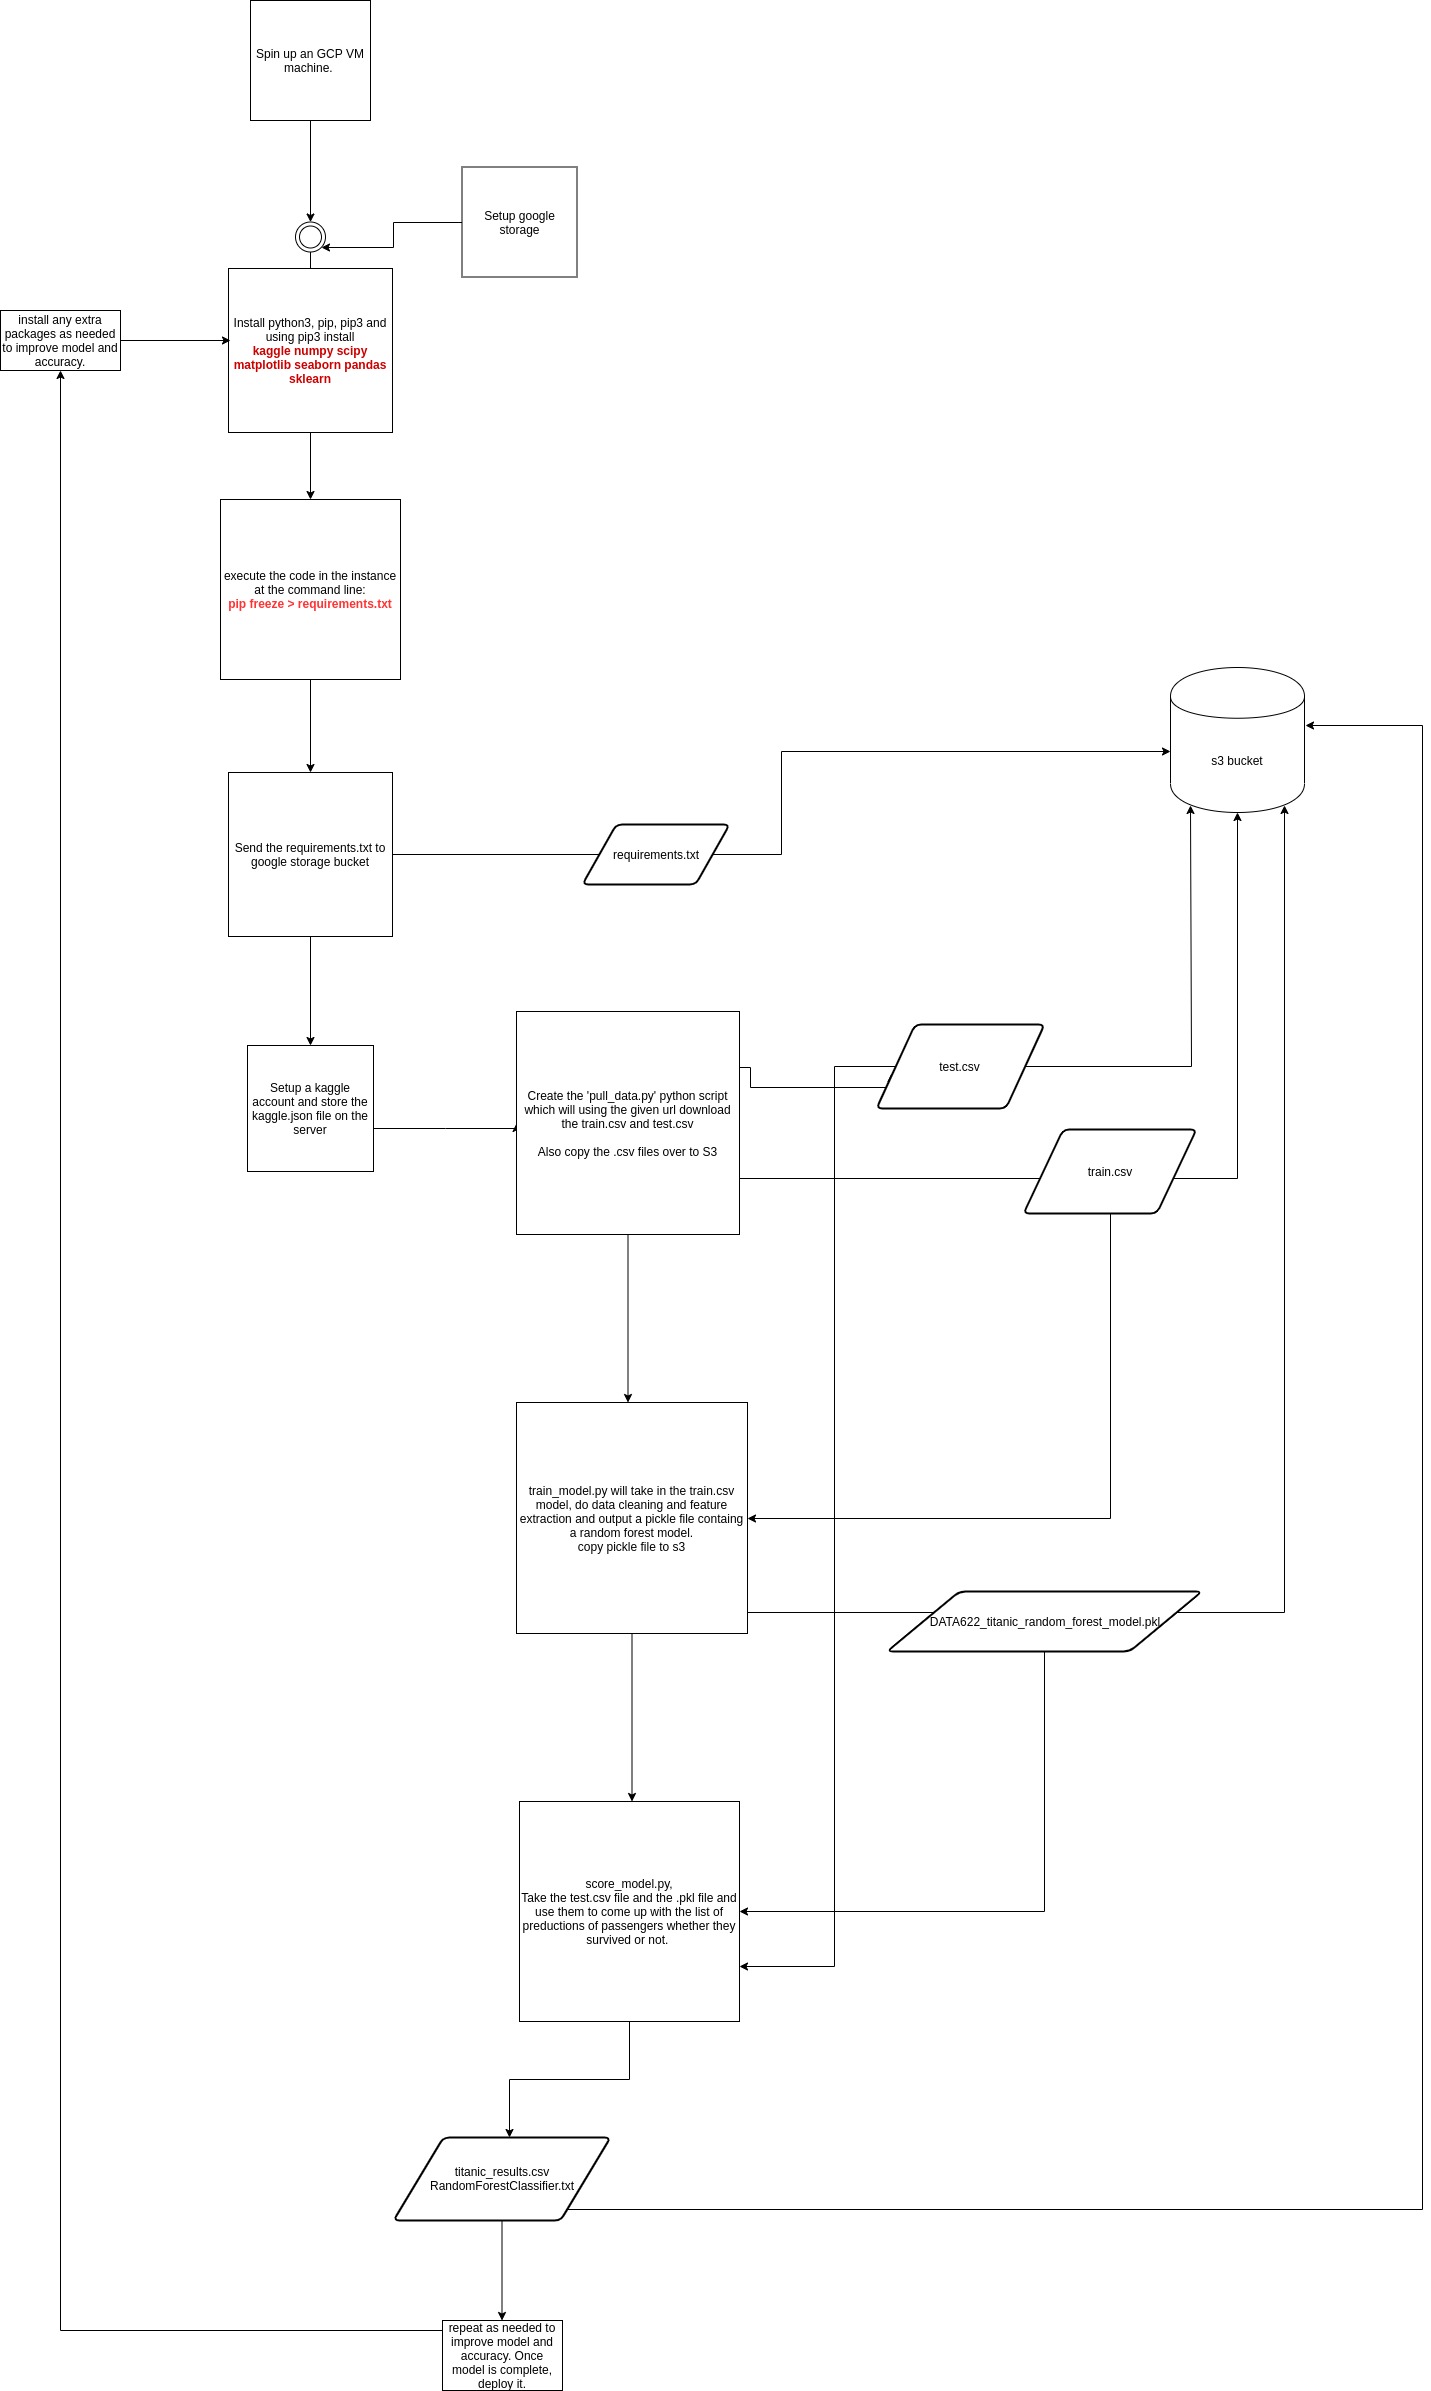 Spin up an GCP VM
machine.
Setup google
storage
install any extra
packages as needed
to improve model and
accuracy.
Install python3, pip, pip3 and
using pip3 install
kaggle numpy scipy
matplotlib seaborn pandas
sklearn
execute the code in the instance
at the command line:
pip freeze > requirements.txt
s3 bucket
Send the requirements.txt to
google storage bucket
requirements.txt
Setup a kaggle
account and store the
kaggle.json file on the
server
Create the 'pull_data.py' python script
which will using the given url download
the train.csv and test.csv
Also copy the .csv files over to S3
test.csv
train.csv
train_model.py will take in the train.csv
model, do data cleaning and feature
extraction and output a pickle file containg
a random forest model.
copy pickle file to s3
DATA622_titanic_random_forest_model.pkl
score_model.py,
Take the test.csv file and the .pkl file and
use them to come up with the list of
preductions of passengers whether they
survived or not.
titanic_results.csv
RandomForestClassifier.txt
repeat as needed to
improve model and
accuracy. Once
model is complete,
deploy it.